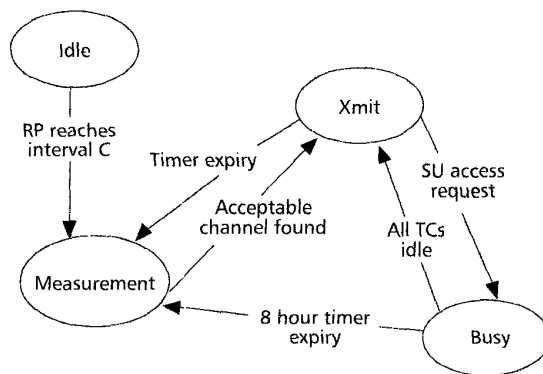 Idle
Xmit
RP reaches
interval C
Timer expiry
SU access
request
Acceptable
channel found
All TCs
idle
Measurement
8 hour timer
expiry
Busy